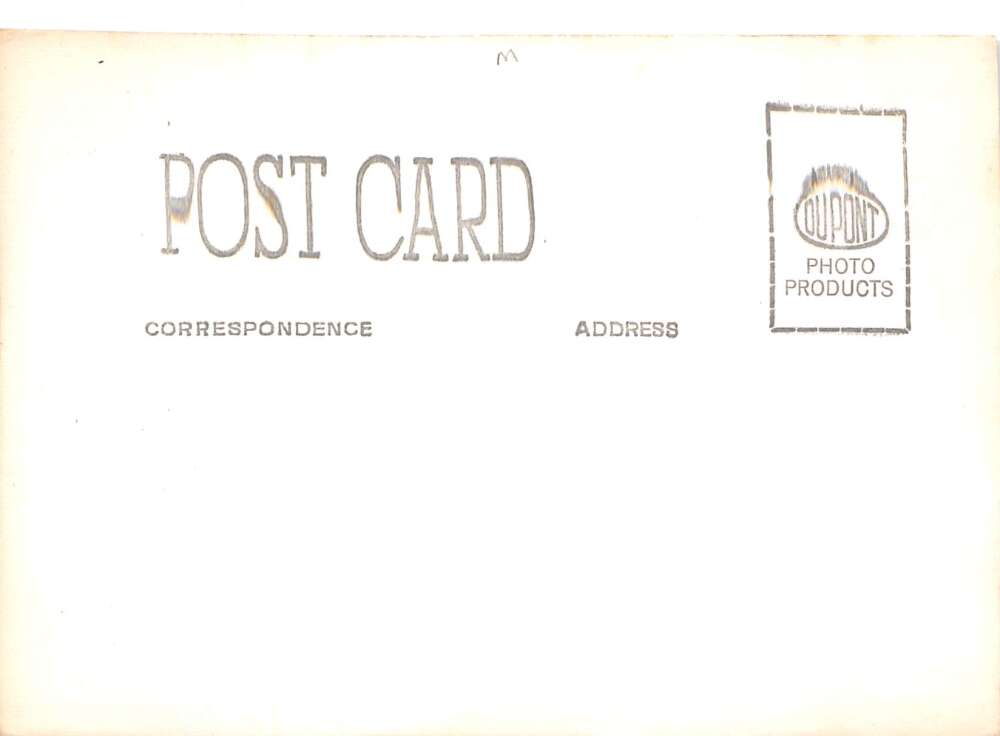 M
POST CARD
DUPONT
PHOTO
PRODUCTS
CORRESPONDENCE
ADDRESS